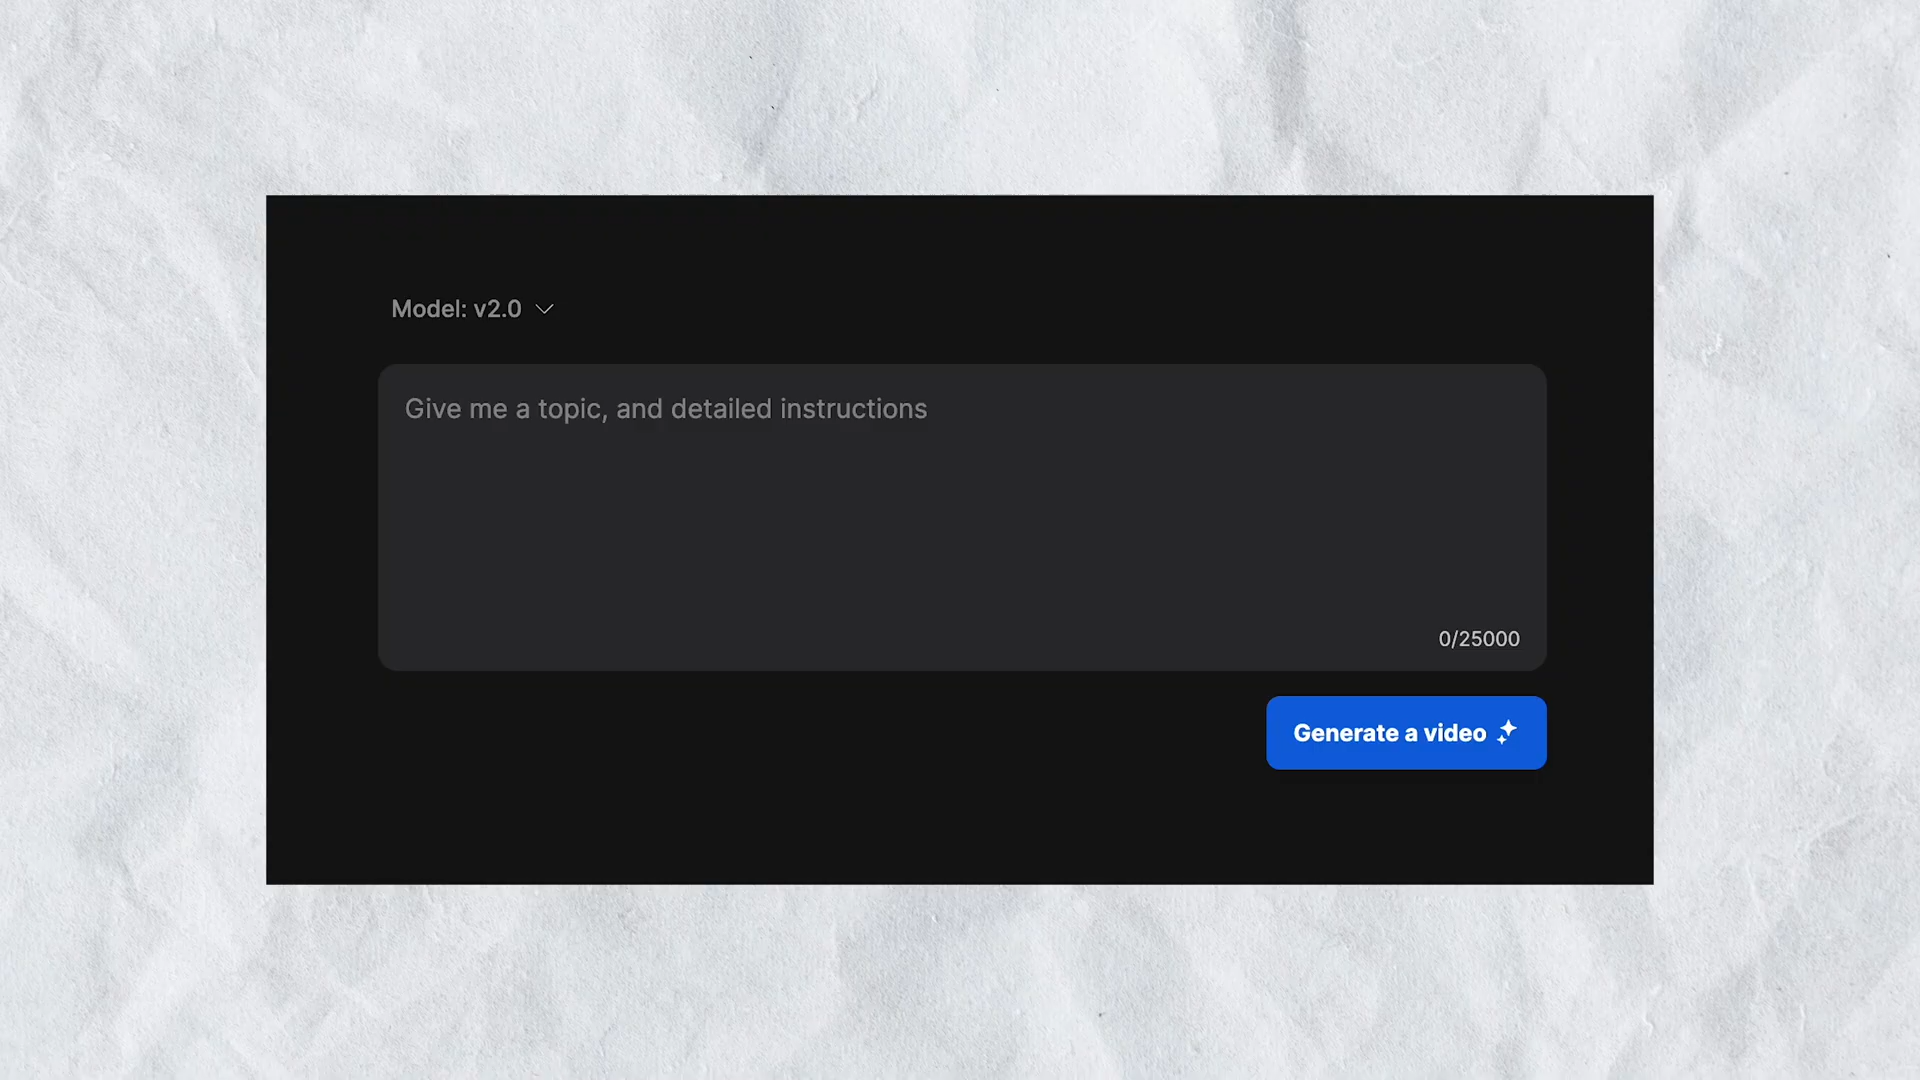 Model: v2.0
Give me a topic, and detailed instructions
0/25000
Generate a video